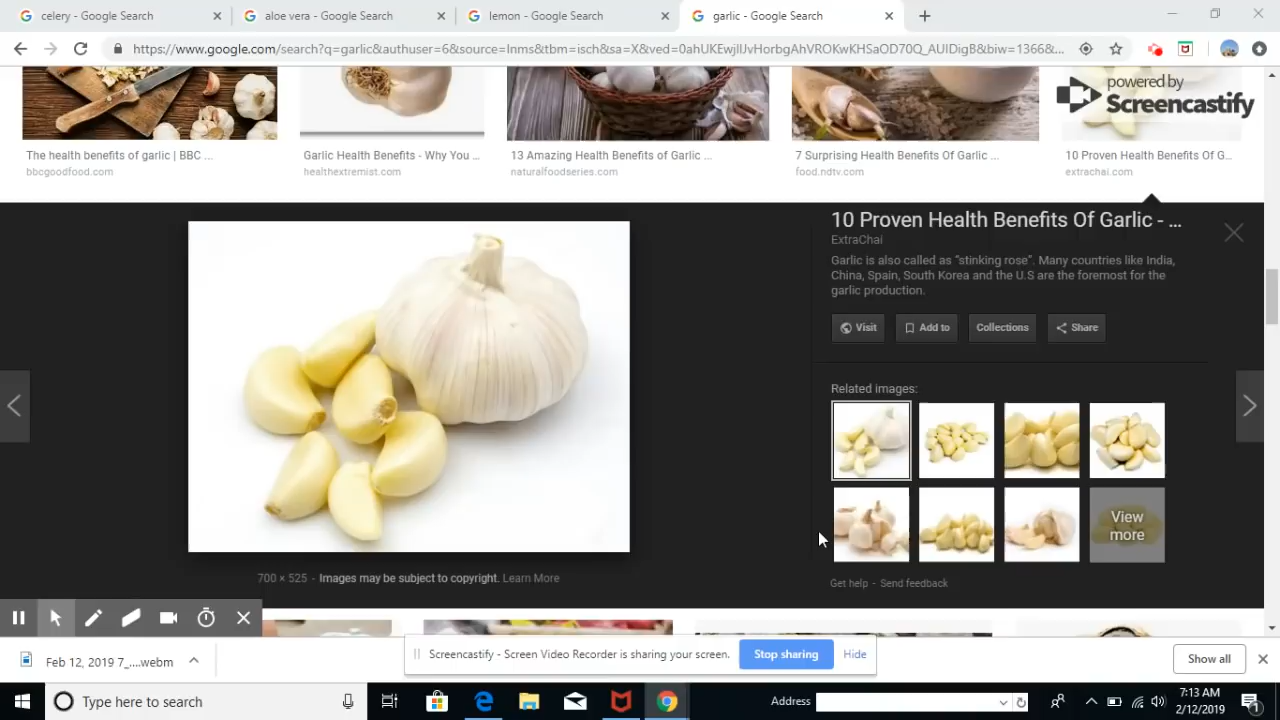 celery - Google Search
aloe vera - Google Search
lemon - Google Search
garlic - Google Search
https://www.google.com/search?q=garlic&authuser=6&source=lnms&tbm=isch&sa=X&ved=0ahUKEwjIlJvHorbgAhVROKwKHSaOD70Q_AUIDigB&biw=1366&...
powered by
Screencastify
The health benefits of garlic | BBC ...
bbcgoodfood.com
Garlic Health Benefits - Why You ...
healthextremist.com
13 Amazing Health Benefits of Garlic ...
naturalfoodseries.com
7 Surprising Health Benefits Of Garlic ...
food.ndtv.com
10 Proven Health Benefits Of G...
extrachai.com
10 Proven Health Benefits Of Garlic - ...
ExtraChai
Garlic is also called as “stinking rose”. Many countries like India,
China, Spain, South Korea and the U.S are the foremost for the
garlic production.
Visit
Add to
Collections
Share
Related images:
View
more
Get help - Send feedback
700 × 525 - Images may be subject to copyright. Learn More
Screencastify - Screen Video Recorder is sharing your screen.
Stop sharing
Hide
Feb 12, 2019 7_....webm
Show all
Type here to search
Address
7:13 AM
2/12/2019
1